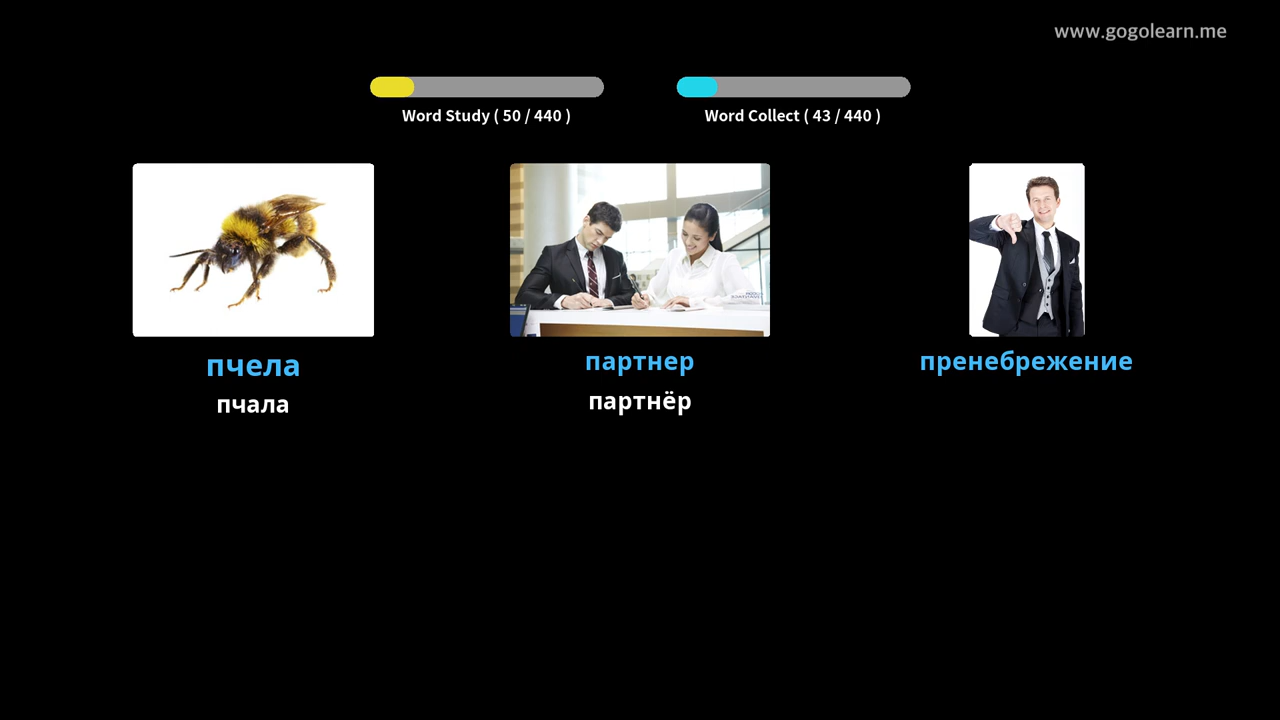 www.gogolearn.me
Word Study ( 50 / 440 )
Word Collect ( 43 / 440 )
пчела
партнер
пренебрежение
пчала
партнёр